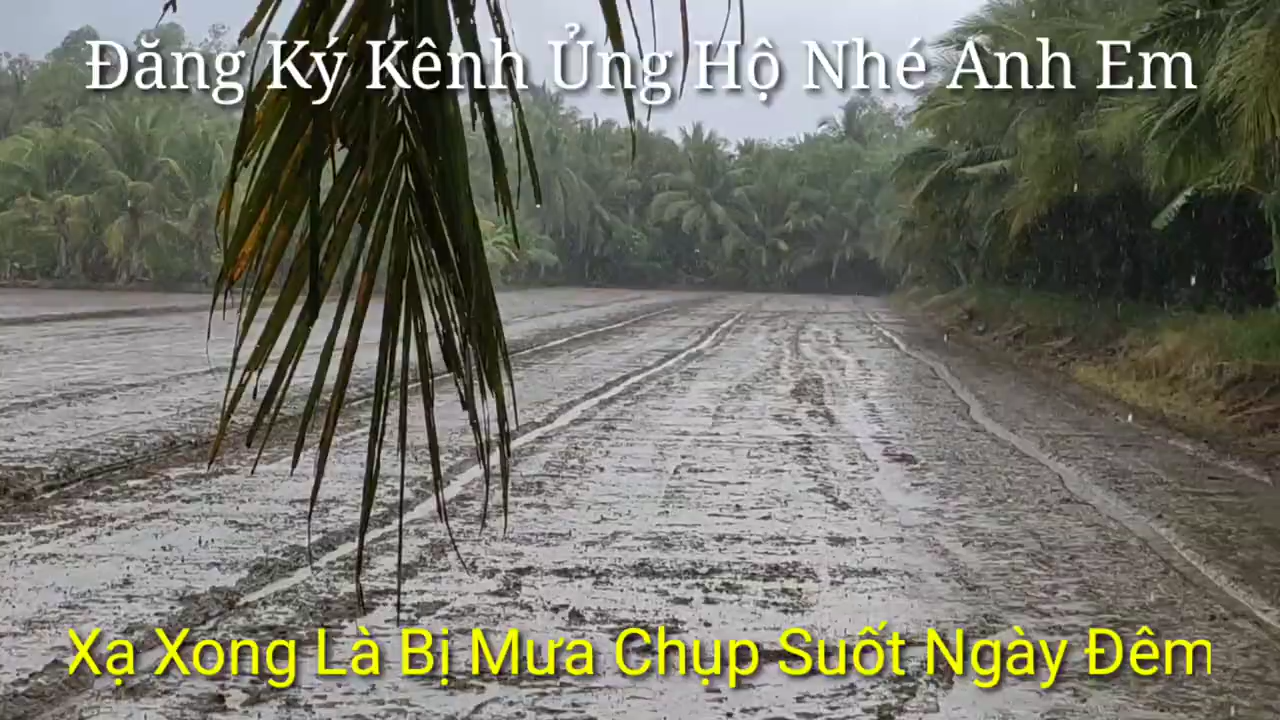 Đăng Ký Kênh Ủng Hộ Nhé Anh Em
Xạ Xong Là Bị Mưa Chụp Suốt Ngày Đêm